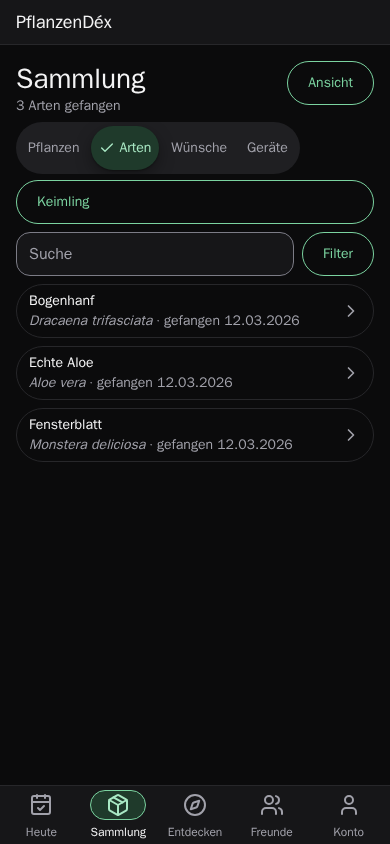 PflanzenDéx
Sammlung
3 Arten gefangen
Ansicht
Pflanzen
Arten
Wünsche
Geräte
Keimling
Suche
Filter
Bogenhanf
Dracaena trifasciata · gefangen 12.03.2026
Echte Aloe
Aloe vera · gefangen 12.03.2026
Fensterblatt
Monstera deliciosa · gefangen 12.03.2026
Heute
Sammlung
Entdecken
Freunde
Konto